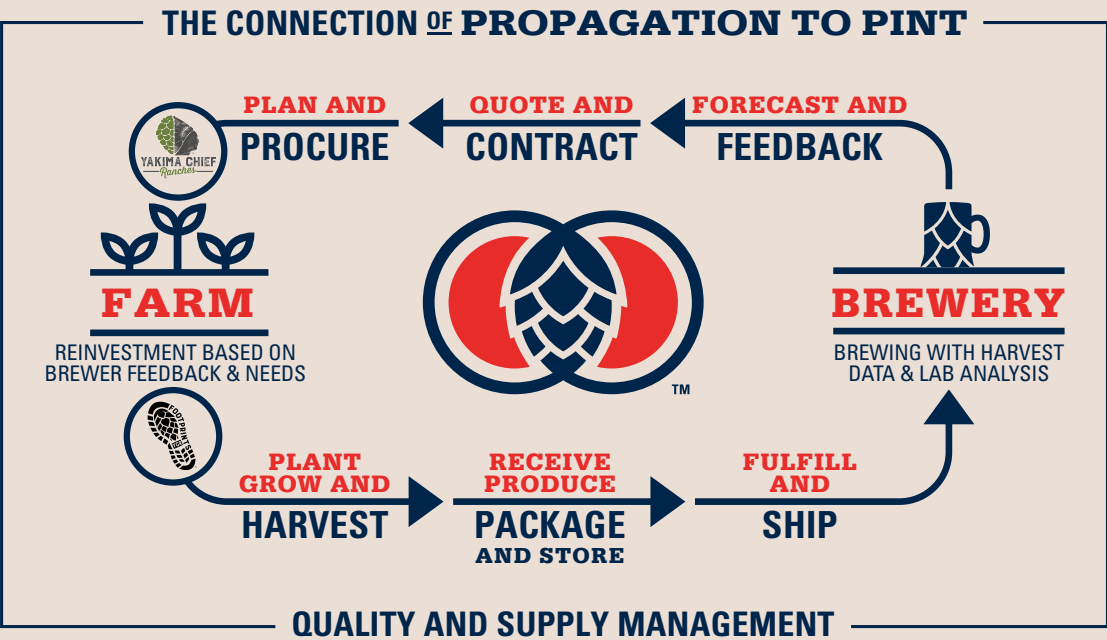 THE CONNECTION OF PROPAGATION TO PINT
PLAN AND
PROCURE
QUOTE AND
CONTRACT
FORECAST AND
FEEDBACK
YAKIMA CHIEF
Ranches
FARM
REINVESTMENT BASED ON
BREWER FEEDBACK & NEEDS
TM
BREWERY
BREWING WITH HARVEST
DATA & LAB ANALYSIS
FOOTPRINTS
FOR
PLANT
GROW AND
HARVEST
RECEIVE
PRODUCE
PACKAGE
AND STORE
FULFILL
AND
SHIP
QUALITY AND SUPPLY MANAGEMENT